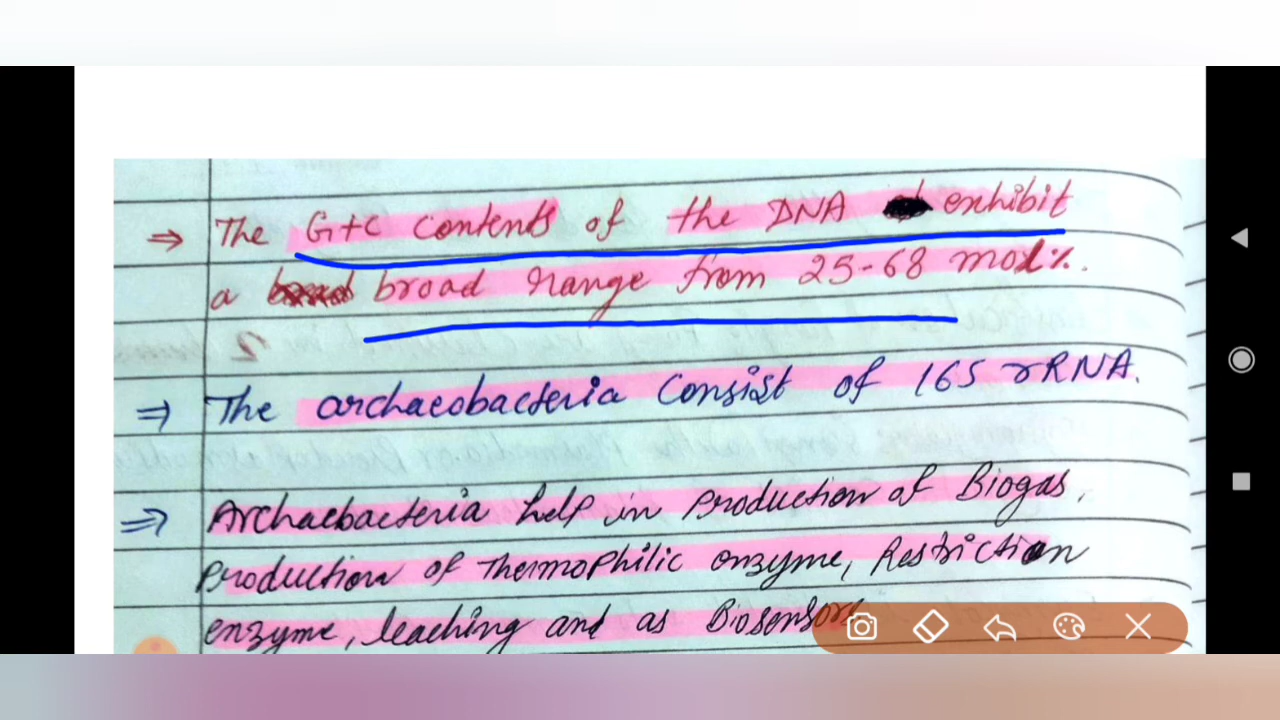 ⇒ The G+C contents of the DNA exhibit
a broad range from 25-68 mol%.
⇒ The archaeobacteria consist of 16S rRNA.
⇒ Archaebacteria help in production of Biogas,
Production of Thermophilic enzyme, Restriction
enzyme, leaching and as Biosensors